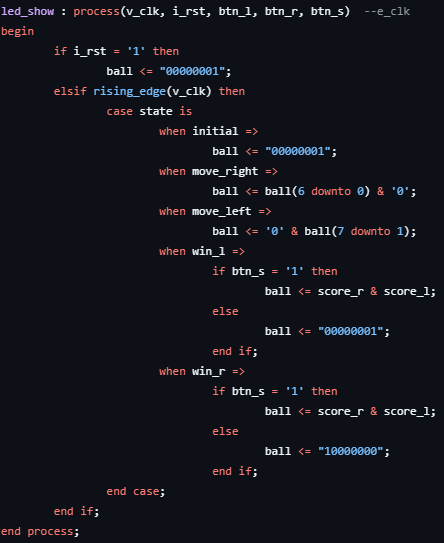 led_show : process(v_clk, i_rst, btn_l, btn_r, btn_s)  --e_clk
begin
        if i_rst = '1' then
                ball <= "00000001";
        elsif rising_edge(v_clk) then
                case state is
                        when initial =>
                                ball <= "00000001";
                        when move_right =>
                                ball <= ball(6 downto 0) & '0';
                        when move_left =>
                                ball <= '0' & ball(7 downto 1);
                        when win_l =>
                                if btn_s = '1' then
                                        ball <= score_r & score_l;
                                else
                                        ball <= "00000001";
                                end if;
                        when win_r =>
                                if btn_s = '1' then
                                        ball <= score_r & score_l;
                                else
                                        ball <= "10000000";
                                end if;
                end case;
        end if;
end process;